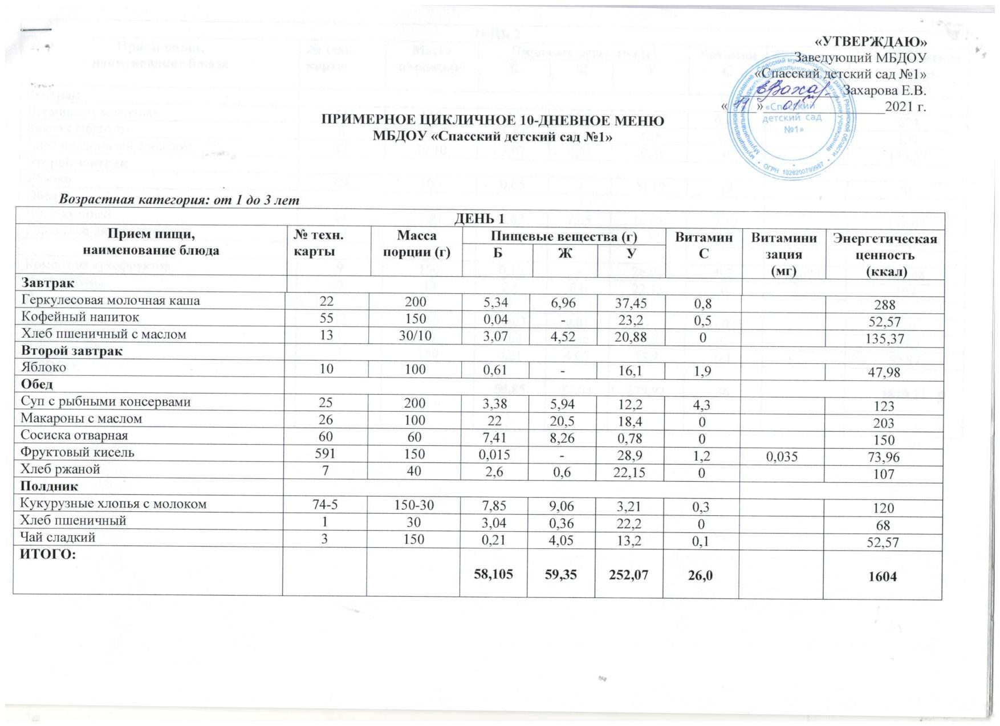 «УТВЕРЖДАЮ»
Заведующий МБДОУ
«Спасский детский сад №1»
Захарова Е.В.
« » 2021 г.
«Спасский
детский сад
№1»
ОГРН 1026200799987
ПРИМЕРНОЕ ЦИКЛИЧНОЕ 10-ДНЕВНОЕ МЕНЮ
МБДОУ «Спасский детский сад №1»
Возрастная категория: от 1 до 3 лет
ДЕНЬ 1
Прием пищи, № техн. Масса Пищевые вещества (г) Витамин Витамини Энергетическая
наименование блюда карты порции (г) Б Ж У С зация ценность
(мг) (ккал)
Завтрак
Геркулесовая молочная каша 22 200 5,34 6,96 37,45 0,8 288
Кофейный напиток 55 150 0,04 - 23,2 0,5 52,57
Хлеб пшеничный с маслом 13 30/10 3,07 4,52 20,88 0 135,37
Второй завтрак
Яблоко 10 100 0,61 - 16,1 1,9 47,98
Обед
Суп с рыбными консервами 25 200 3,38 5,94 12,2 4,3 123
Макароны с маслом 26 100 22 20,5 18,4 0 203
Сосиска отварная 60 60 7,41 8,26 0,78 0 150
Фруктовый кисель 591 150 0,015 - 28,9 1,2 0,035 73,96
Хлеб ржаной 7 40 2,6 0,6 22,15 0 107
Полдник
Кукурузные хлопья с молоком 74-5 150-30 7,85 9,06 3,21 0,3 120
Хлеб пшеничный 1 30 3,04 0,36 22,2 0 68
Чай сладкий 3 150 0,21 4,05 13,2 0,1 52,57
ИТОГО:
58,105 59,35 252,07 26,0 1604